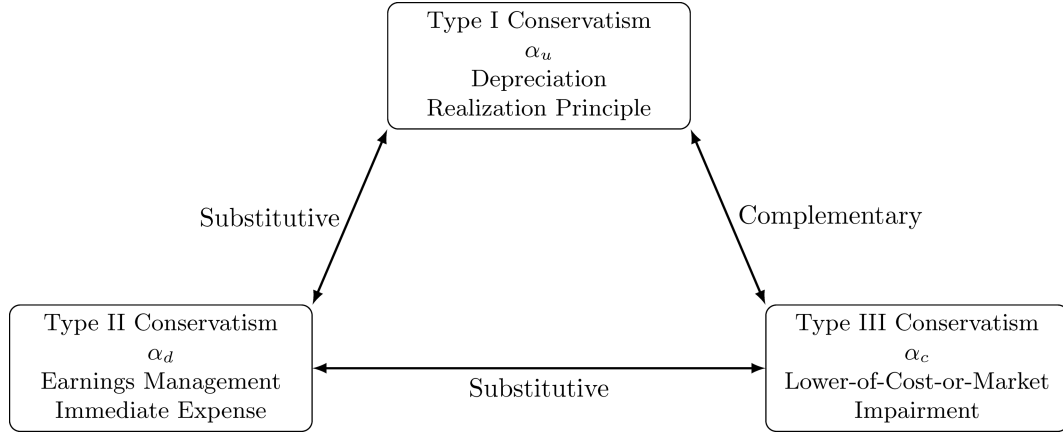 Type I Conservatism
α_u
Depreciation
Realization Principle
Substitutive
Complementary
Type II Conservatism
α_d
Earnings Management
Immediate Expense
Substitutive
Type III Conservatism
α_c
Lower-of-Cost-or-Market
Impairment